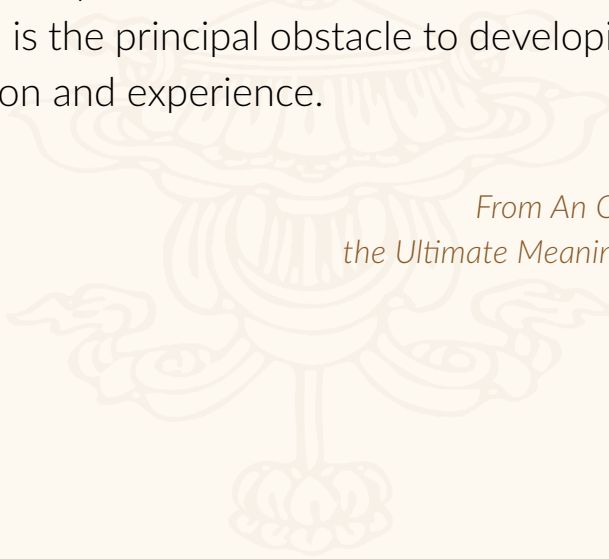 is the principal obstacle to developi
on and experience.
From An
the Ultimate Meanin